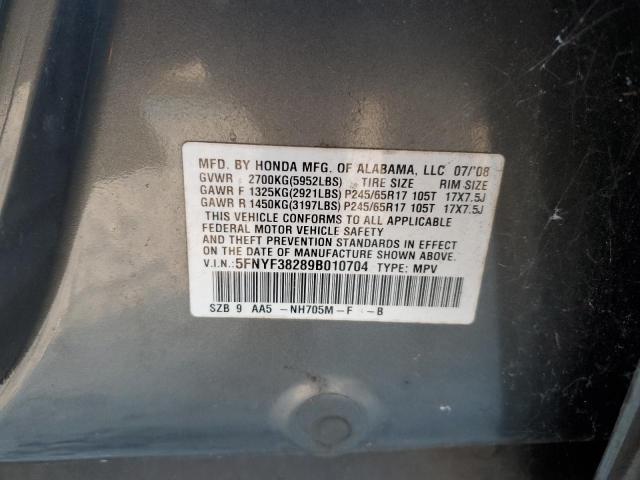 MFD. BY HONDA MFG. OF ALABAMA, LLC 07/'08
GVWR 2700KG(5952LBS) TIRE SIZE RIM SIZE
GAWR F 1325KG(2921LBS) P245/65R17 105T 17X7.5J
GAWR R 1450KG(3197LBS) P245/65R17 105T 17X7.5J
THIS VEHICLE CONFORMS TO ALL APPLICABLE
FEDERAL MOTOR VEHICLE SAFETY
AND THEFT PREVENTION STANDARDS IN EFFECT
ON THE DATE OF MANUFACTURE SHOWN ABOVE.
V.I.N.: 5FNYF38289B010704 TYPE: MPV
SZB 9 AA5 -NH705M-F -B